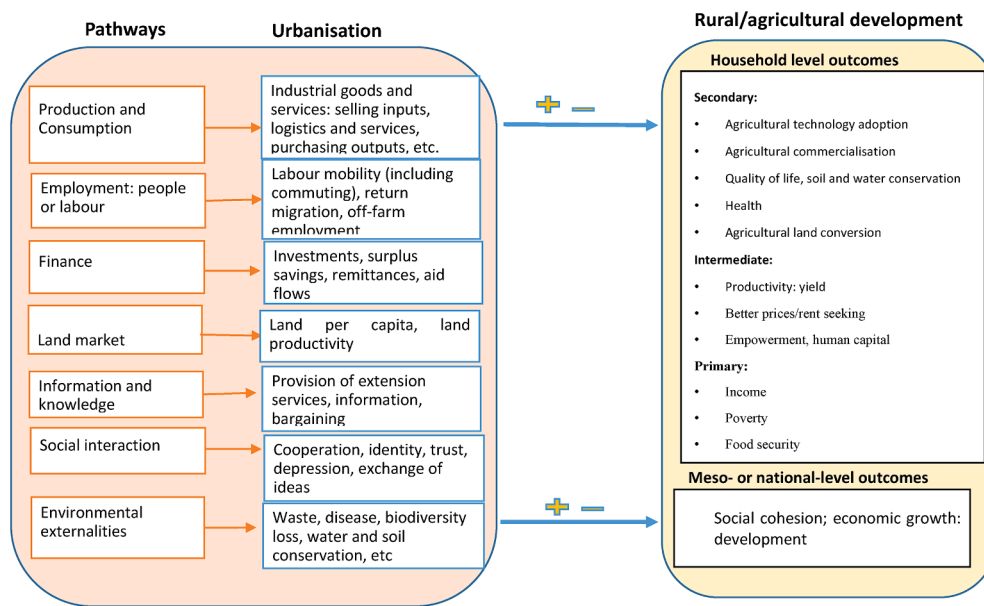 Pathways
Urbanisation
Production and
Consumption
Industrial goods and
services: selling inputs,
logistics and services,
purchasing outputs, etc.
Employment: people
or labour
Labour mobility (including
commuting), return
migration, off-farm
employment
Finance
Investments, surplus
savings, remittances, aid
flows
Land market
Land per capita, land
productivity
Information and
knowledge
Provision of extension
services, information,
bargaining
Social interaction
Cooperation, identity, trust,
depression, exchange of
ideas
Environmental
externalities
Waste, disease, biodiversity
loss, water and soil
conservation, etc
+ −
+ −
Rural/agricultural development
Household level outcomes
Secondary:
• Agricultural technology adoption
• Agricultural commercialisation
• Quality of life, soil and water conservation
• Health
• Agricultural land conversion
Intermediate:
• Productivity: yield
• Better prices/rent seeking
• Empowerment, human capital
Primary:
• Income
• Poverty
• Food security
Meso- or national-level outcomes
Social cohesion; economic growth:
development